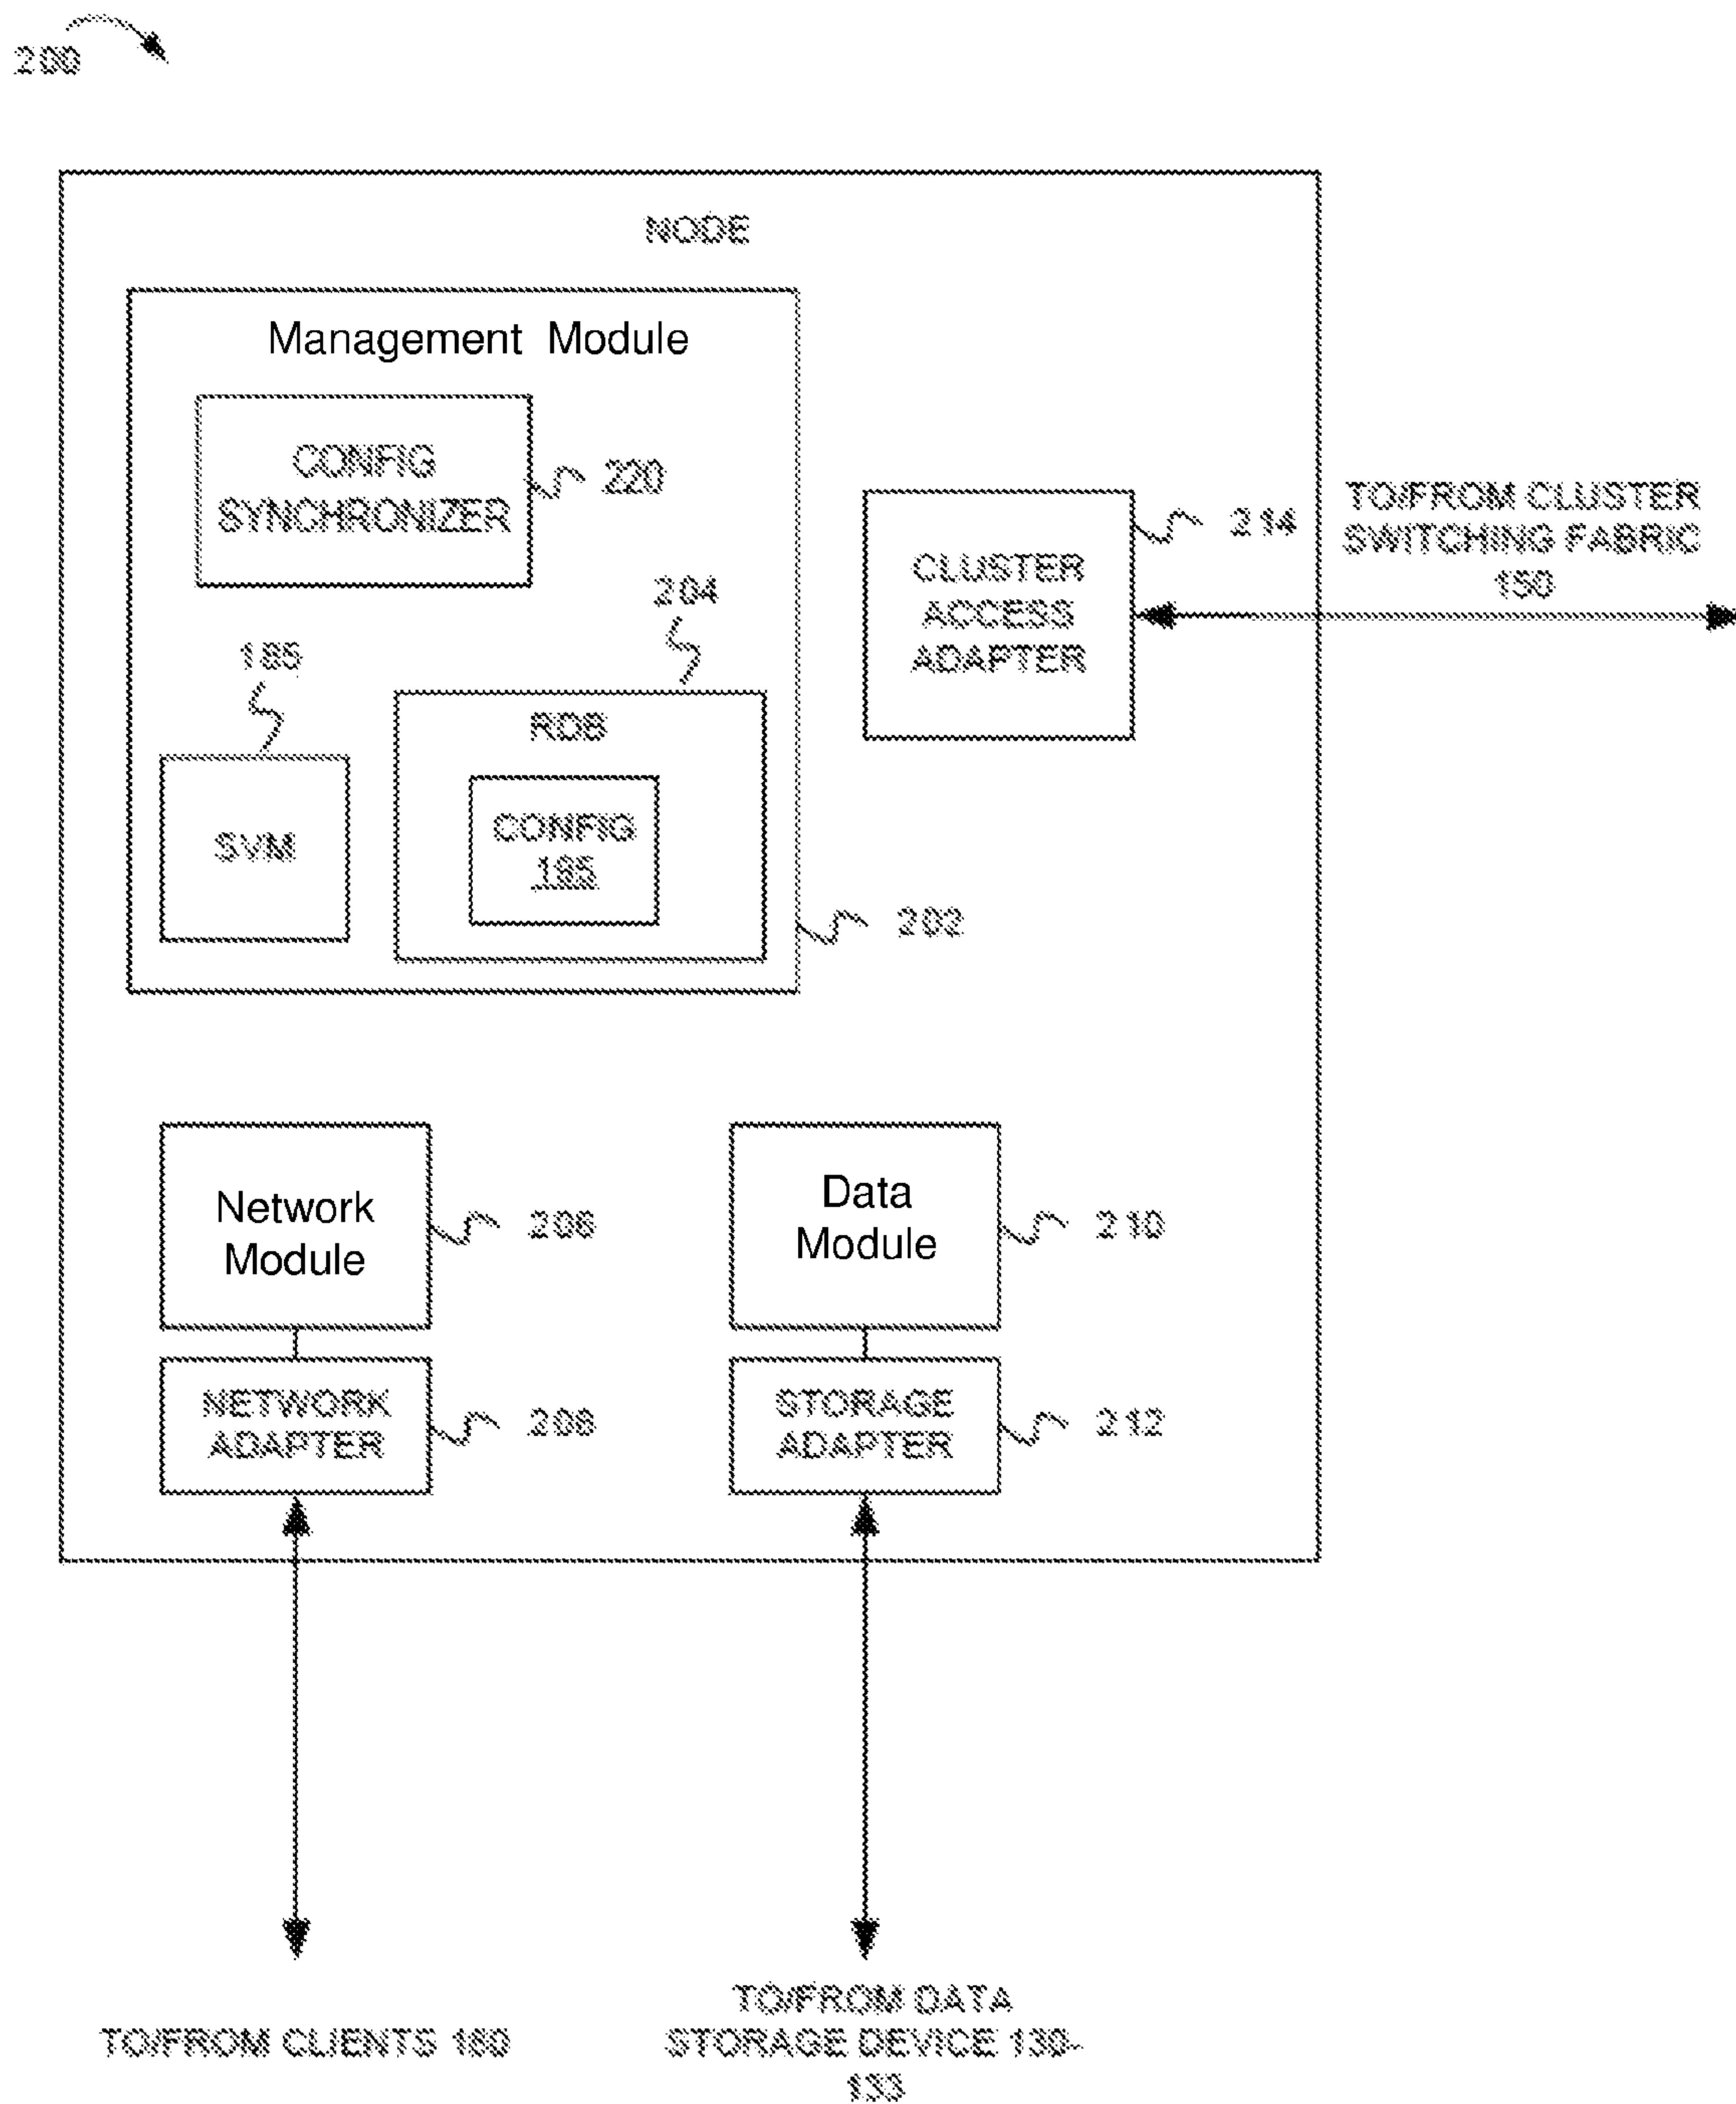 200
NODE
Management Module
CONFIG
SYNCHRONIZER
220
204
185
RDB
CONFIG
195
SVM
202
CLUSTER
ACCESS
ADAPTER
214
TO/FROM CLUSTER
SWITCHING FABRIC
150
Network
Module
206
Data
Module
210
NETWORK
ADAPTER
208
STORAGE
ADAPTER
212
TO/FROM CLIENTS 180
TO/FROM DATA
STORAGE DEVICE 130-
133